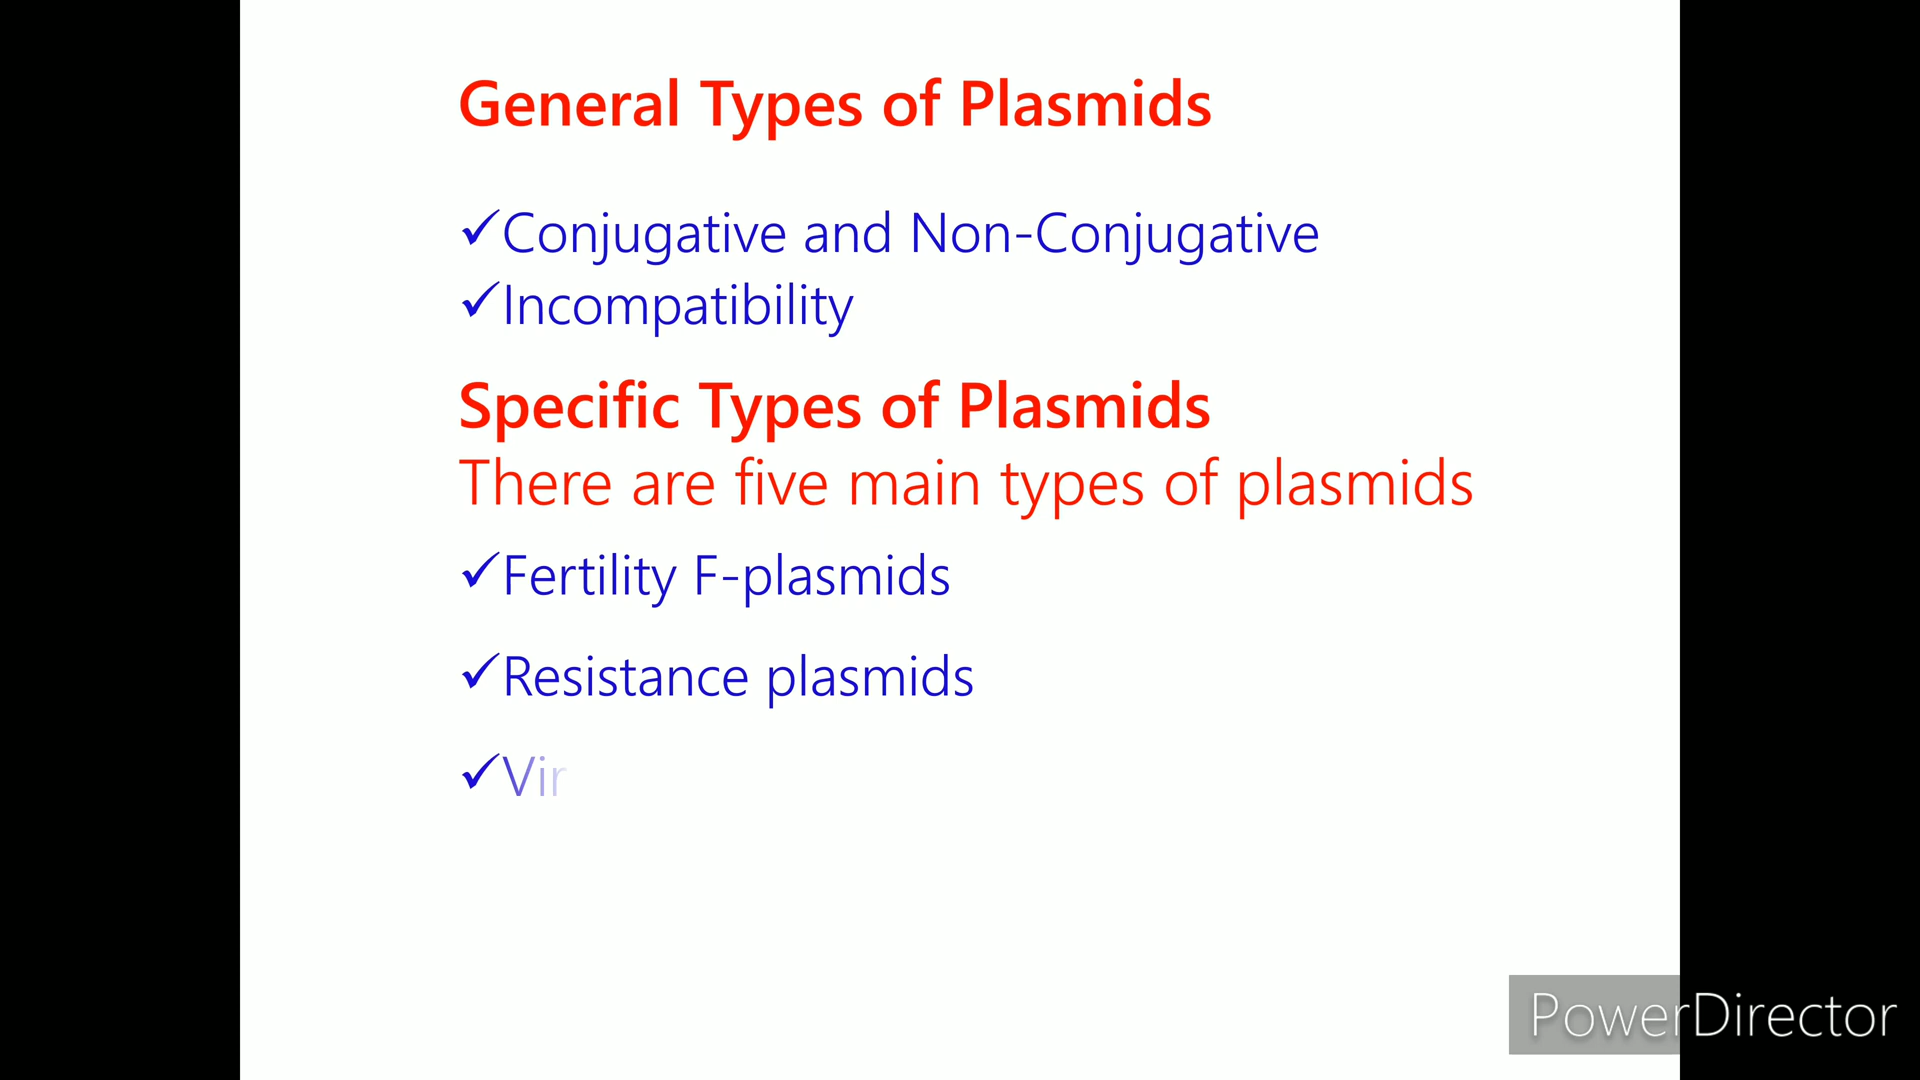 General Types of Plasmids
✓Conjugative and Non-Conjugative
✓Incompatibility
Specific Types of Plasmids
There are five main types of plasmids
✓Fertility F-plasmids
✓Resistance plasmids
✓Vir
PowerDirector